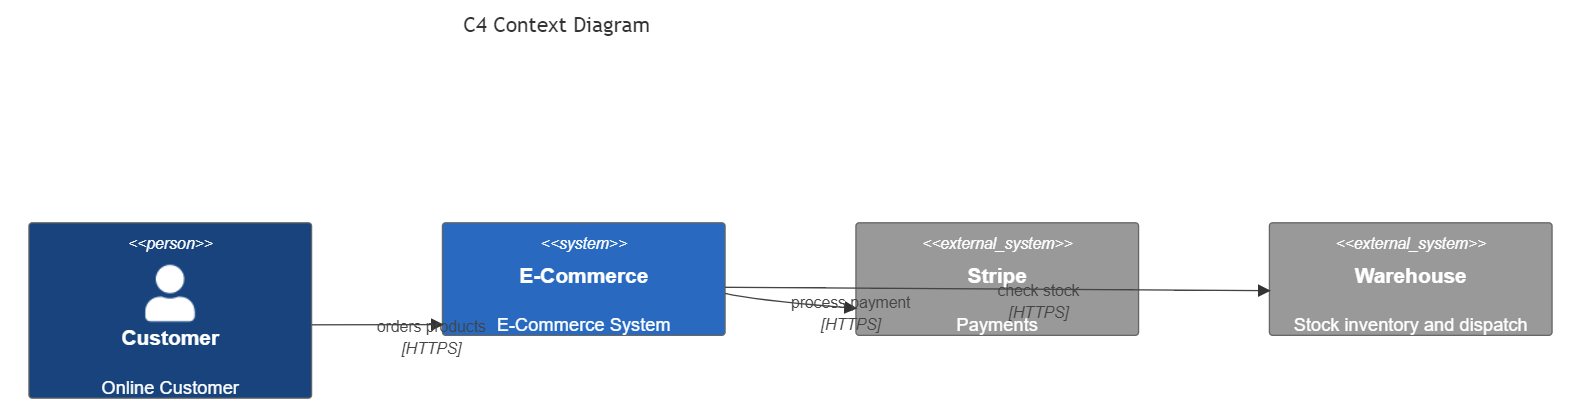 C4 Context Diagram
<<person>>
Customer
Online Customer
orders products
[HTTPS]
<<system>>
E-Commerce
E-Commerce System
process payment
[HTTPS]
<<external_system>>
Stripe
Payments
check stock
[HTTPS]
<<external_system>>
Warehouse
Stock inventory and dispatch